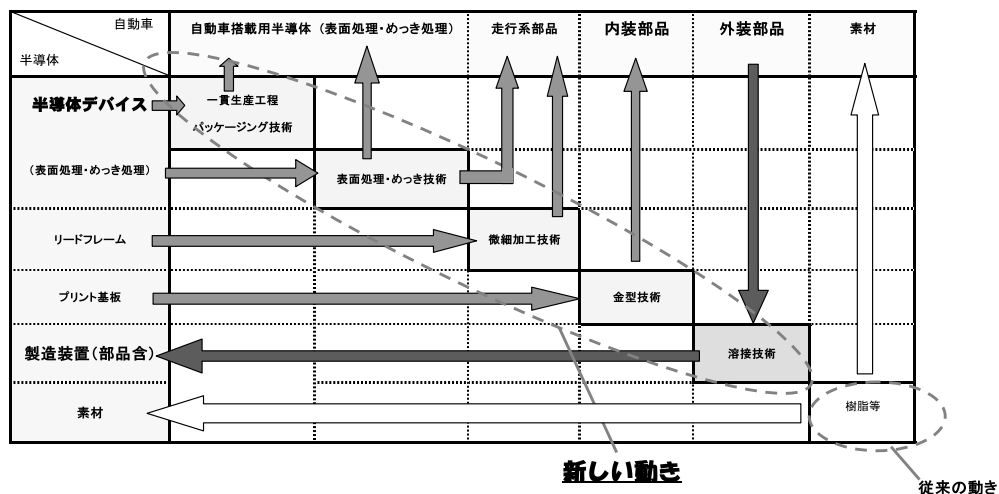 自動車
半導体
自動車搭載用半導体（表面処理・めっき処理）
走行系部品
内装部品
外装部品
素材
半導体デバイス
一貫生産工程
パッケージング技術
（表面処理・めっき処理）
表面処理・めっき技術
リードフレーム
微細加工技術
プリント基板
金型技術
製造装置（部品含）
溶接技術
素材
樹脂等
新しい動き
従来の動き